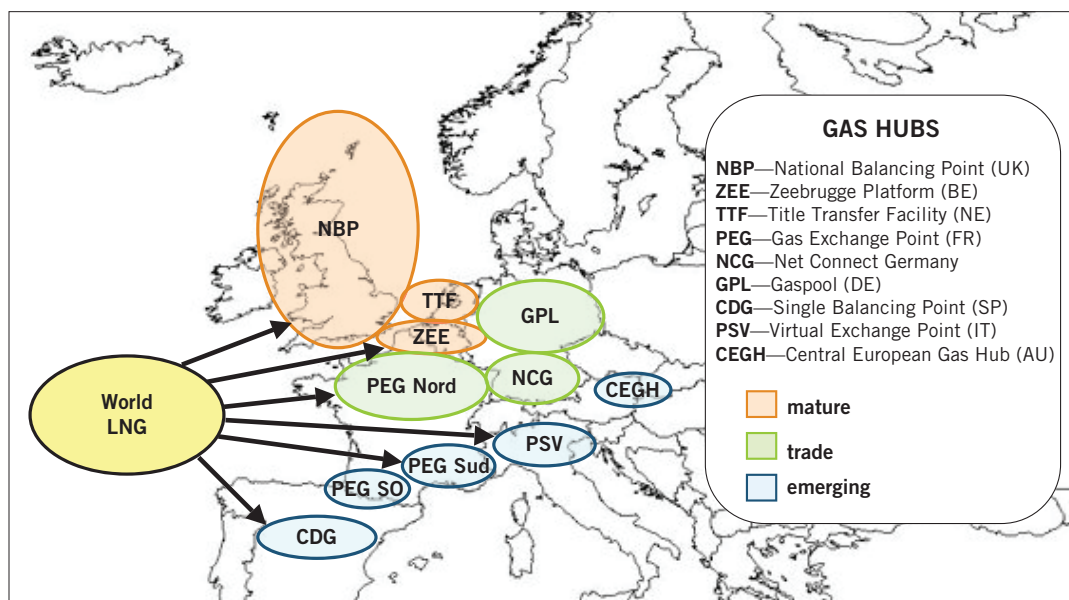 NBP
TTF
GPL
ZEE
PEG Nord
NCG
CEGH
World
LNG
PSV
PEG Sud
PEG SO
CDG
GAS HUBS
NBP—National Balancing Point (UK)
ZEE—Zeebrugge Platform (BE)
TTF—Title Transfer Facility (NE)
PEG—Gas Exchange Point (FR)
NCG—Net Connect Germany
GPL—Gaspool (DE)
CDG—Single Balancing Point (SP)
PSV—Virtual Exchange Point (IT)
CEGH—Central European Gas Hub (AU)
mature
trade
emerging